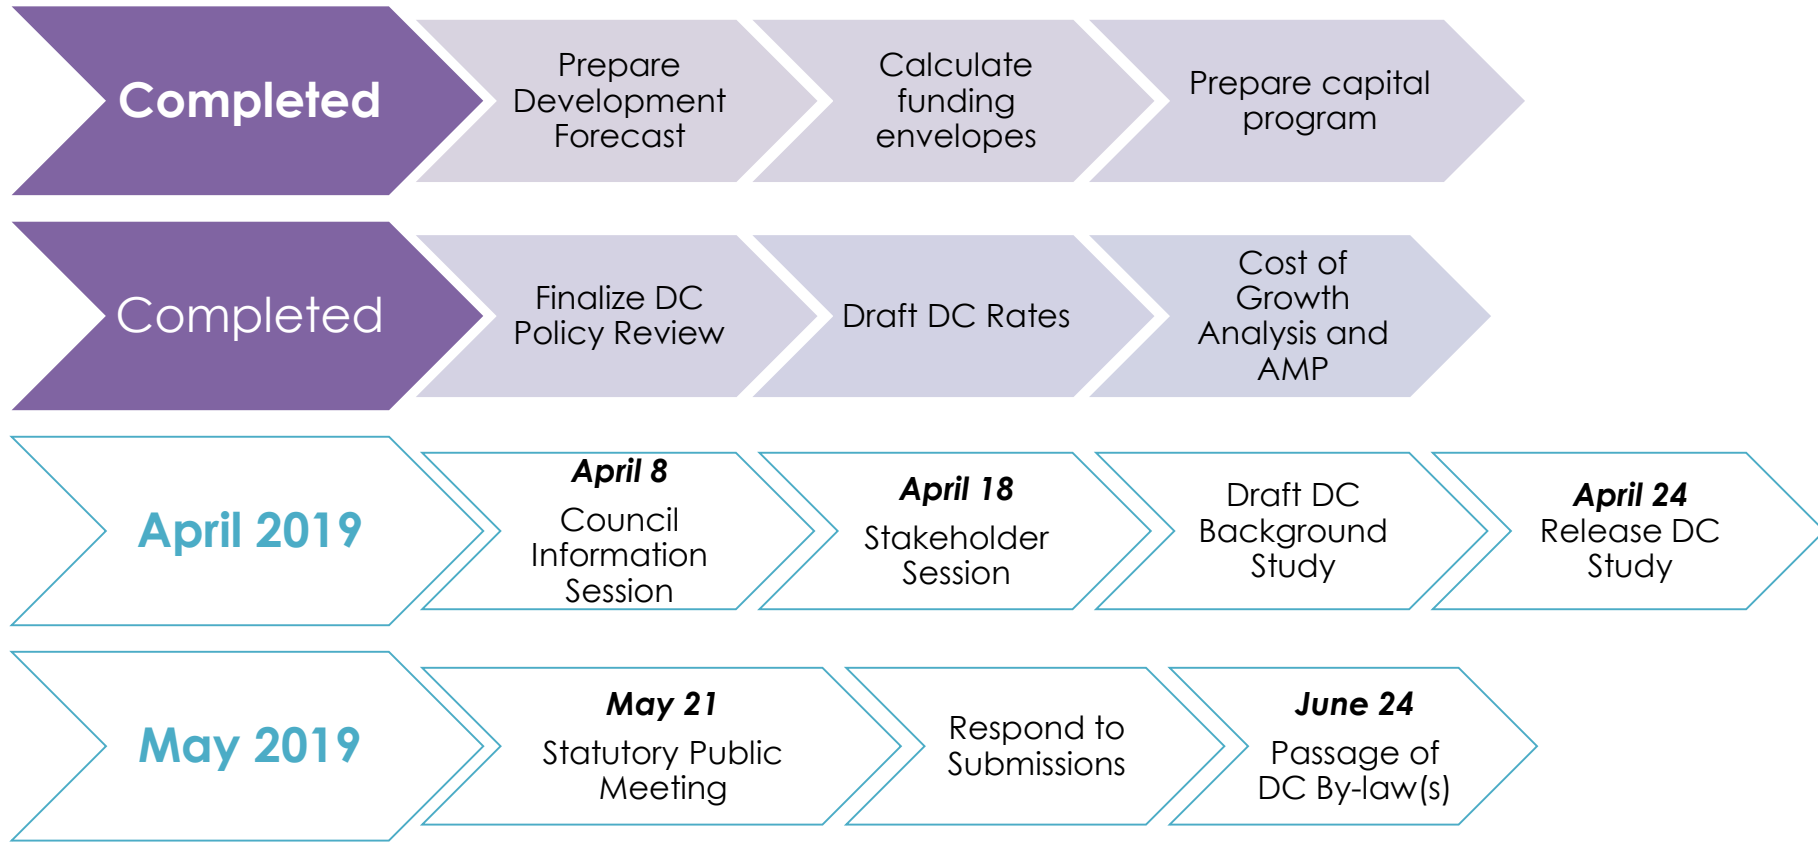 Completed
Prepare
Development
Forecast
Calculate
funding
envelopes
Prepare capital
program
Completed
Finalize DC
Policy Review
Draft DC Rates
Cost of
Growth
Analysis and
AMP
April 2019
April 8
Council
Information
Session
April 18
Stakeholder
Session
Draft DC
Background
Study
April 24
Release DC
Study
May 2019
May 21
Statutory Public
Meeting
Respond to
Submissions
June 24
Passage of
DC By-law(s)